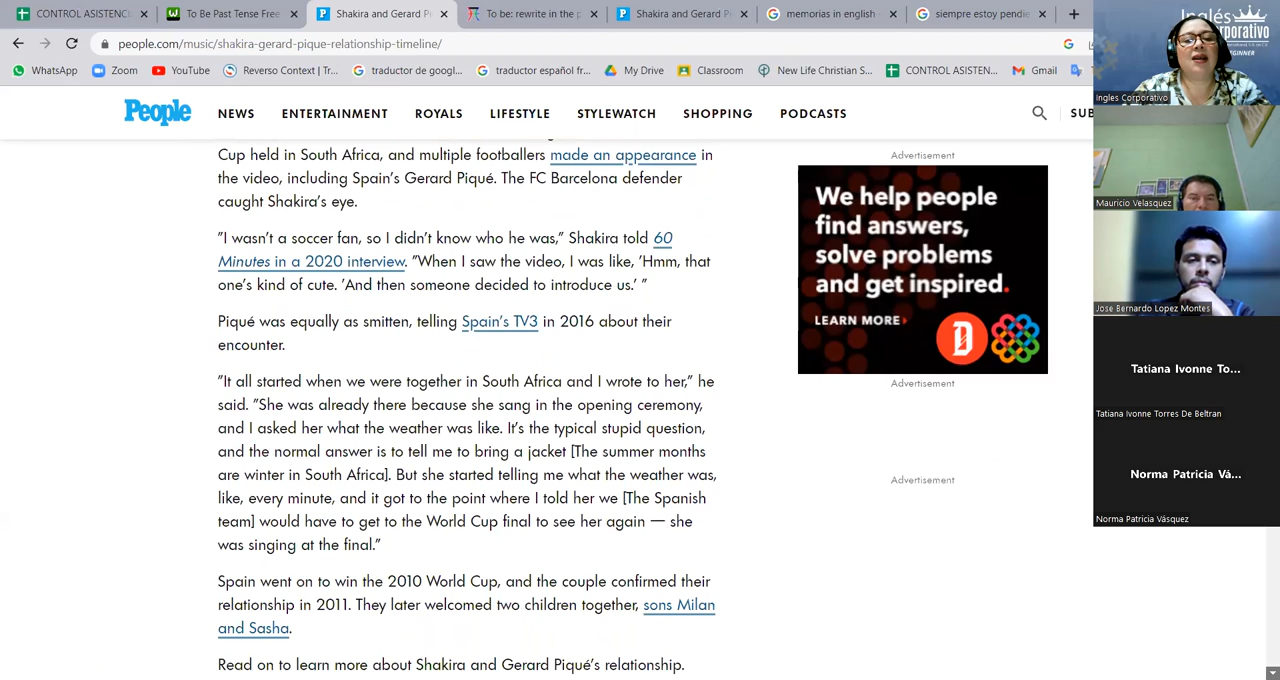 CONTROL ASISTENC
To Be Past Tense Free
Shakira and Gerard Pi
To be: rewrite in the p
Shakira and Gerard Pi
memorias in english
siempre estoy pendie
people.com/music/shakira-gerard-pique-relationship-timeline/
WhatsApp
Zoom
YouTube
Reverso Context | Tr...
traductor de googl...
traductor español fr...
My Drive
Classroom
New Life Christian S...
CONTROL ASISTEN...
Gmail
People
NEWS
ENTERTAINMENT
ROYALS
LIFESTYLE
STYLEWATCH
SHOPPING
PODCASTS
SUB
Cup held in South Africa, and multiple footballers made an appearance in
the video, including Spain's Gerard Piqué. The FC Barcelona defender
caught Shakira's eye.
"I wasn't a soccer fan, so I didn't know who he was," Shakira told 60
Minutes in a 2020 interview. "When I saw the video, I was like, 'Hmm, that
one's kind of cute. 'And then someone decided to introduce us.' "
Piqué was equally as smitten, telling Spain's TV3 in 2016 about their
encounter.
"It all started when we were together in South Africa and I wrote to her," he
said. "She was already there because she sang in the opening ceremony,
and I asked her what the weather was like. It's the typical stupid question,
and the normal answer is to tell me to bring a jacket [The summer months
are winter in South Africa]. But she started telling me what the weather was,
like, every minute, and it got to the point where I told her we [The Spanish
team] would have to get to the World Cup final to see her again — she
was singing at the final."
Spain went on to win the 2010 World Cup, and the couple confirmed their
relationship in 2011. They later welcomed two children together, sons Milan
and Sasha.
Read on to learn more about Shakira and Gerard Piqué's relationship.
Advertisement
We help people
find answers,
solve problems
and get inspired.
LEARN MORE
D
Advertisement
Advertisement
Inglés
Corporativo
Ingles Corporativo
Mauricio Velasquez
Jose Bernardo Lopez Montes
Tatiana Ivonne To...
Tatiana Ivonne Torres De Beltran
Norma Patricia Vá...
Norma Patricia Vásquez